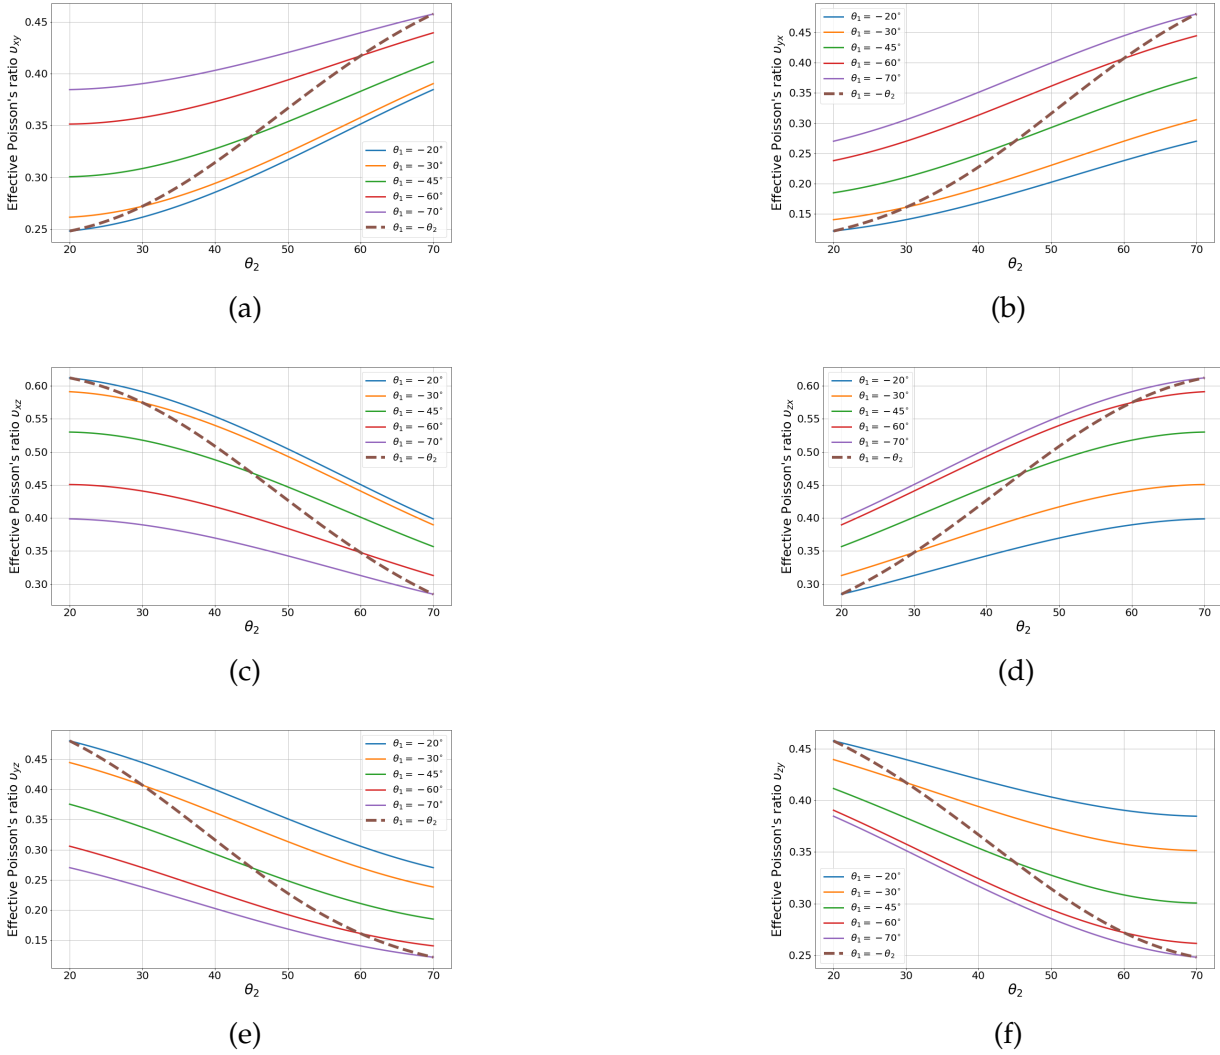 Effective Poisson's ratio υxy
0.45
0.40
0.35
0.30
0.25
20 30 40 50 60 70
θ2
θ1 = −20°
θ1 = −30°
θ1 = −45°
θ1 = −60°
θ1 = −70°
θ1 = −θ2
(a)
Effective Poisson's ratio υyx
0.45
0.40
0.35
0.30
0.25
0.20
0.15
20 30 40 50 60 70
θ2
θ1 = −20°
θ1 = −30°
θ1 = −45°
θ1 = −60°
θ1 = −70°
θ1 = −θ2
(b)
Effective Poisson's ratio υxz
0.60
0.55
0.50
0.45
0.40
0.35
0.30
20 30 40 50 60 70
θ2
θ1 = −20°
θ1 = −30°
θ1 = −45°
θ1 = −60°
θ1 = −70°
θ1 = −θ2
(c)
Effective Poisson's ratio υzx
0.60
0.55
0.50
0.45
0.40
0.35
0.30
20 30 40 50 60 70
θ2
θ1 = −20°
θ1 = −30°
θ1 = −45°
θ1 = −60°
θ1 = −70°
θ1 = −θ2
(d)
Effective Poisson's ratio υyz
0.45
0.40
0.35
0.30
0.25
0.20
0.15
20 30 40 50 60 70
θ2
θ1 = −20°
θ1 = −30°
θ1 = −45°
θ1 = −60°
θ1 = −70°
θ1 = −θ2
(e)
Effective Poisson's ratio υzy
0.45
0.40
0.35
0.30
0.25
20 30 40 50 60 70
θ2
θ1 = −20°
θ1 = −30°
θ1 = −45°
θ1 = −60°
θ1 = −70°
θ1 = −θ2
(f)